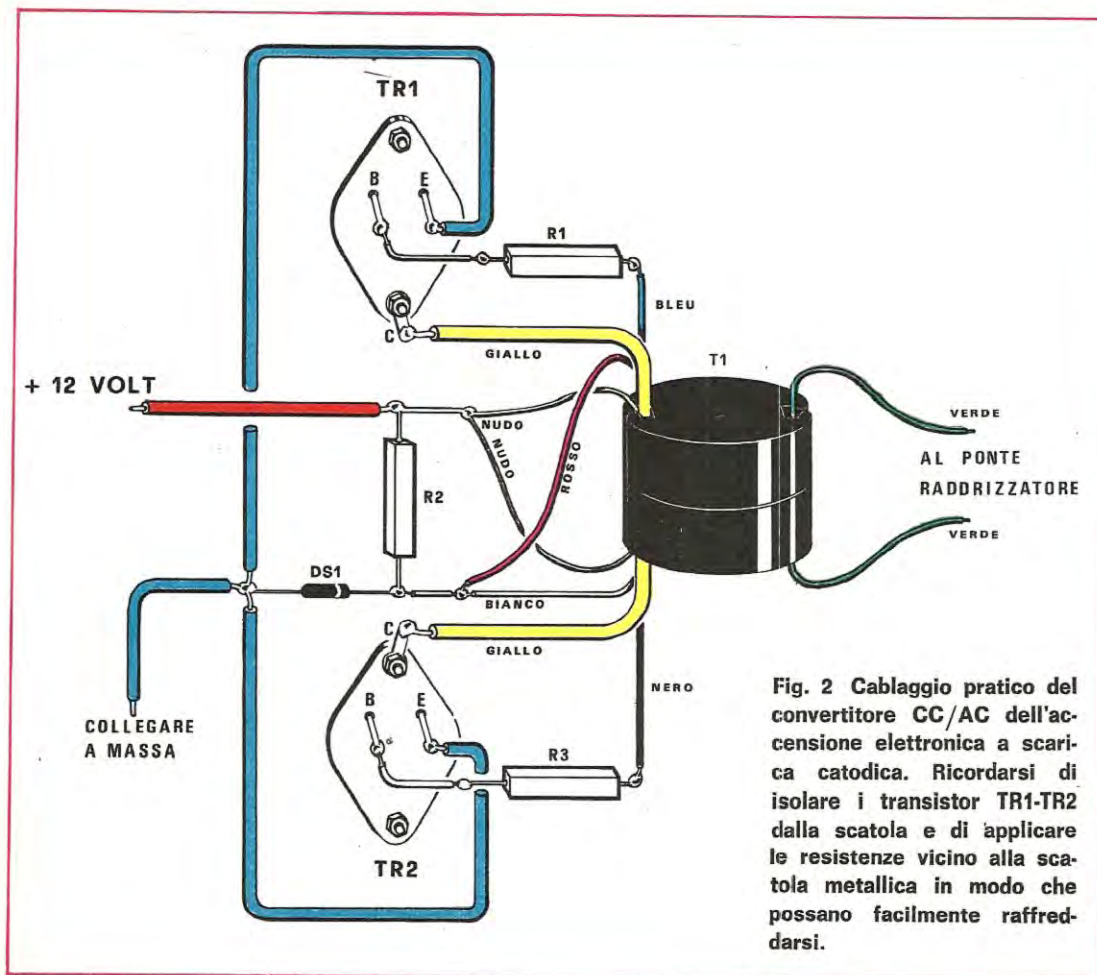 TR1
B E
R1
BLEU
C
GIALLO
T1
+ 12 VOLT
NUDO
NUDO
ROSSO
R2
VERDE
AL PONTE
RADDRIZZATORE
VERDE
DS1
BIANCO
C
GIALLO
NERO
B E
R3
COLLEGARE
A MASSA
TR2
Fig. 2 Cablaggio pratico del
convertitore CC/AC dell'ac-
censione elettronica a scari-
ca catodica. Ricordarsi di
isolare i transistor TR1-TR2
dalla scatola e di applicare
le resistenze vicino alla sca-
tola metallica in modo che
possano facilmente raffred-
darsi.